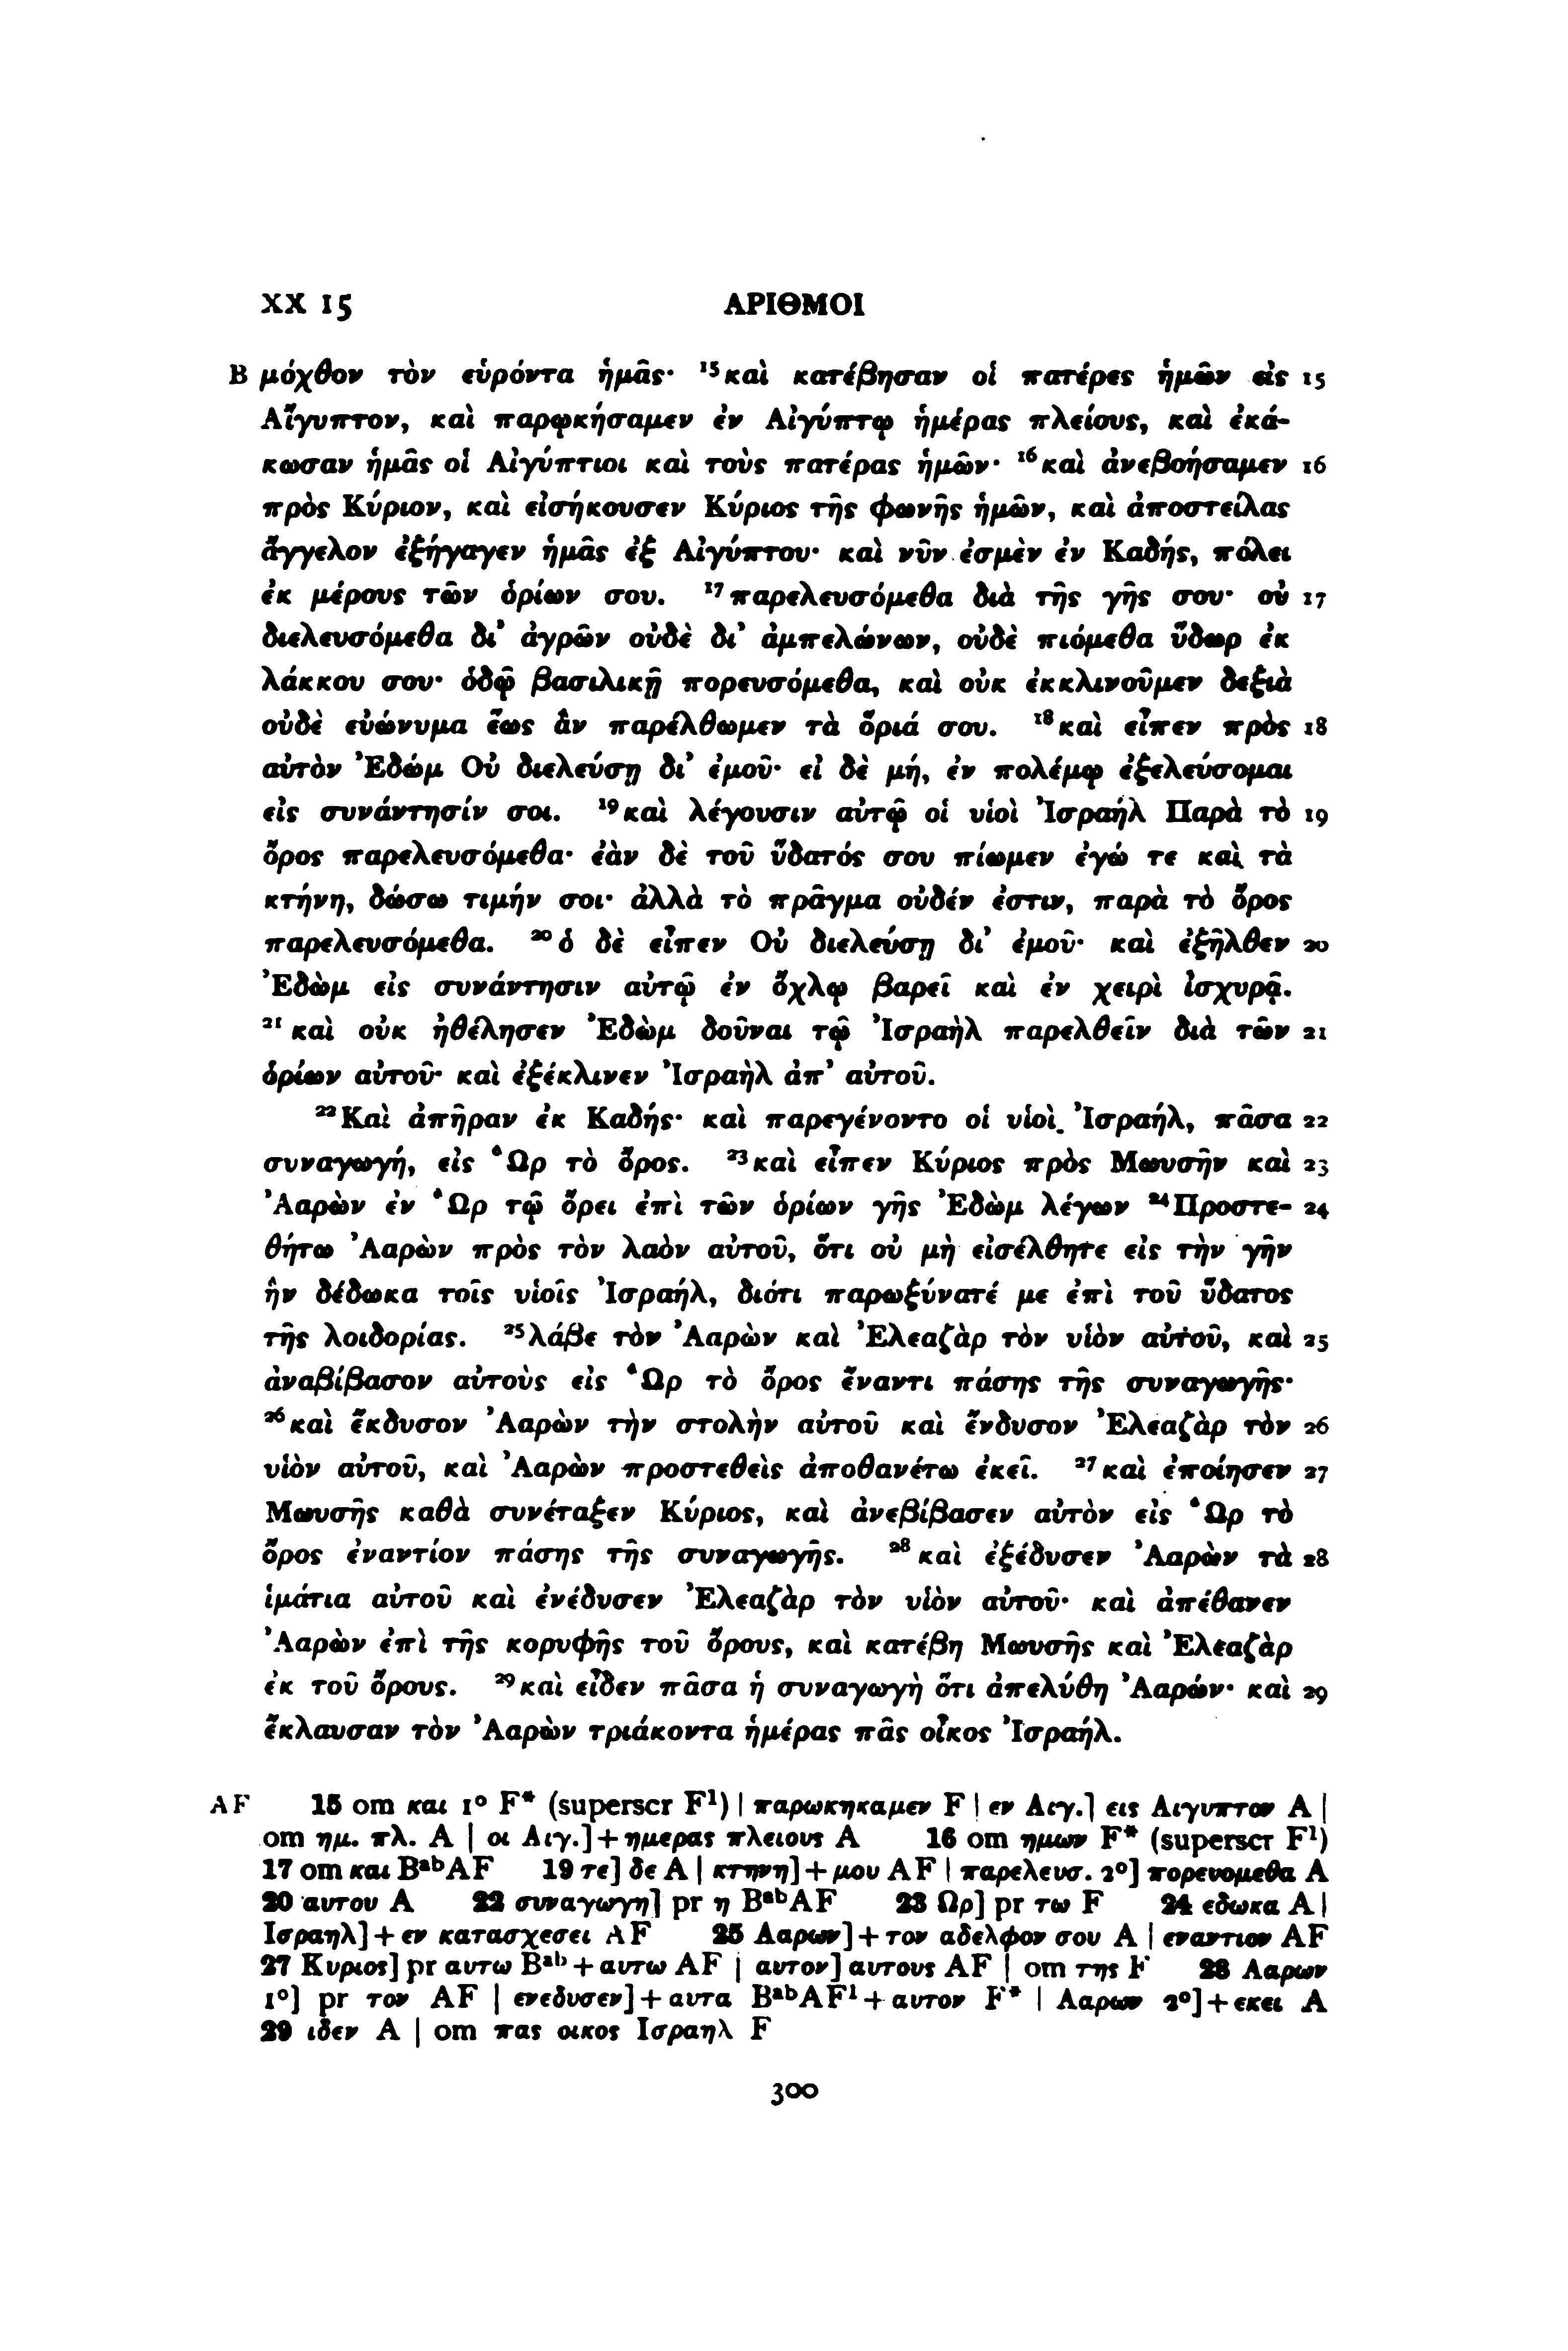 XX 15 ΑΡΙΘΜΟΙ
B μόχθον τὸν εὑρόντα ἡμᾶς· ¹⁵καὶ κατέβησαν οἱ πατέρες ἡμῶν εἰς 15
Αἴγυπτον, καὶ παρῳκήσαμεν ἐν Αἰγύπτῳ ἡμέρας πλείους, καὶ ἐκά-
κωσαν ἡμᾶς οἱ Αἰγύπτιοι καὶ τοὺς πατέρας ἡμῶν· ¹⁶καὶ ἀνεβοήσαμεν 16
πρὸς Κύριον, καὶ εἰσήκουσεν Κύριος τῆς φωνῆς ἡμῶν, καὶ ἀποστείλας
ἄγγελον ἐξήγαγεν ἡμᾶς ἐξ Αἰγύπτου· καὶ νῦν ἐσμὲν ἐν Καδής, πόλει
ἐκ μέρους τῶν ὁρίων σου. ¹⁷παρελευσόμεθα διὰ τῆς γῆς σου· οὐ 17
διελευσόμεθα δι’ ἀγρῶν οὐδὲ δι’ ἀμπελώνων, οὐδὲ πιόμεθα ὕδωρ ἐκ
λάκκου σου· ὁδῷ βασιλικῇ πορευσόμεθα, καὶ οὐκ ἐκκλινοῦμεν δεξιὰ
οὐδὲ εὐώνυμα ἕως ἂν παρέλθωμεν τὰ ὅριά σου. ¹⁸καὶ εἶπεν πρὸς 18
αὐτὸν Ἐδώμ Οὐ διελεύσῃ δι’ ἐμοῦ· εἰ δὲ μή, ἐν πολέμῳ ἐξελεύσομαι
εἰς συνάντησίν σοι. ¹⁹καὶ λέγουσιν αὐτῷ οἱ υἱοὶ Ἰσραήλ Παρὰ τὸ 19
ὄρος παρελευσόμεθα· ἐὰν δὲ τοῦ ὕδατός σου πίωμεν ἐγώ τε καὶ τὰ
κτήνη, δώσω τιμήν σοι· ἀλλὰ τὸ πρᾶγμα οὐδέν ἐστιν, παρὰ τὸ ὄρος
παρελευσόμεθα. ²⁰ὁ δὲ εἶπεν Οὐ διελεύσῃ δι’ ἐμοῦ· καὶ ἐξῆλθεν 20
Ἐδὼμ εἰς συνάντησιν αὐτῷ ἐν ὄχλῳ βαρεῖ καὶ ἐν χειρὶ ἰσχυρᾷ.
²¹καὶ οὐκ ἠθέλησεν Ἐδὼμ δοῦναι τῷ Ἰσραὴλ παρελθεῖν διὰ τῶν 21
ὁρίων αὐτοῦ· καὶ ἐξέκλινεν Ἰσραὴλ ἀπ’ αὐτοῦ.
²²Καὶ ἀπῆραν ἐκ Καδής· καὶ παρεγένοντο οἱ υἱοὶ Ἰσραήλ, πᾶσα 22
συναγωγή, εἰς Ὢρ τὸ ὄρος. ²³καὶ εἶπεν Κύριος πρὸς Μωυσῆν καὶ 23
Ἀαρὼν ἐν Ὢρ τῷ ὄρει ἐπὶ τῶν ὁρίων γῆς Ἐδὼμ λέγων ²⁴Προστε- 24
θήτω Ἀαρὼν πρὸς τὸν λαὸν αὐτοῦ, ὅτι οὐ μὴ εἰσέλθητε εἰς τὴν γῆν
ἣν δέδωκα τοῖς υἱοῖς Ἰσραήλ, διότι παρωξύνατέ με ἐπὶ τοῦ ὕδατος
τῆς λοιδορίας. ²⁵λάβε τὸν Ἀαρὼν καὶ Ἐλεαζὰρ τὸν υἱὸν αὐτοῦ, καὶ 25
ἀναβίβασον αὐτοὺς εἰς Ὢρ τὸ ὄρος ἔναντι πάσης τῆς συναγωγῆς·
²⁶καὶ ἔκδυσον Ἀαρὼν τὴν στολὴν αὐτοῦ καὶ ἔνδυσον Ἐλεαζὰρ τὸν 26
υἱὸν αὐτοῦ, καὶ Ἀαρὼν προστεθεὶς ἀποθανέτω ἐκεῖ. ²⁷καὶ ἐποίησεν 27
Μωυσῆς καθὰ συνέταξεν Κύριος, καὶ ἀνεβίβασεν αὐτὸν εἰς Ὢρ τὸ
ὄρος ἐναντίον πάσης τῆς συναγωγῆς. ²⁸καὶ ἐξέδυσεν Ἀαρὼν τὰ 28
ἱμάτια αὐτοῦ καὶ ἐνέδυσεν Ἐλεαζὰρ τὸν υἱὸν αὐτοῦ· καὶ ἀπέθανεν
Ἀαρὼν ἐπὶ τῆς κορυφῆς τοῦ ὄρους, καὶ κατέβη Μωυσῆς καὶ Ἐλεαζὰρ
ἐκ τοῦ ὄρους. ²⁹καὶ εἶδεν πᾶσα ἡ συναγωγὴ ὅτι ἀπελύθη Ἀαρών· καὶ 29
ἔκλαυσαν τὸν Ἀαρὼν τριάκοντα ἡμέρας πᾶς οἶκος Ἰσραήλ.
AF 15 om και 1° F* (superscr F¹) | παρωκηκαμεν F | εν Αιγ.] εις Αιγυπτον A |
om ημ. πλ. A | οι Αιγ.]+ημερας πλειους A 16 om ημων F* (superscr F¹)
17 om και BᵃᵇAF 19 τε] δε A | κτηνη]+μου AF | παρελευσ. 2°] πορευομεθα A
20 αυτου A 22 συναγωγη] pr η BᵃᵇAF 23 Ωρ] pr τω F 24 εδωκα A |
Ισραηλ]+εν κατασχεσει AF 25 Ααρων]+τον αδελφον σου A | εναντιον AF
27 Κυριος] pr αυτω Bᵃᵇ +αυτω AF | αυτον] αυτους AF | om της F 28 Ααρων
1°] pr τον AF | ενεδυσεν]+αυτα BᵃᵇAF¹+αυτον F* | Ααρων 2°]+εκει A
29 ιδεν A | om πας οικος Ισραηλ F
300